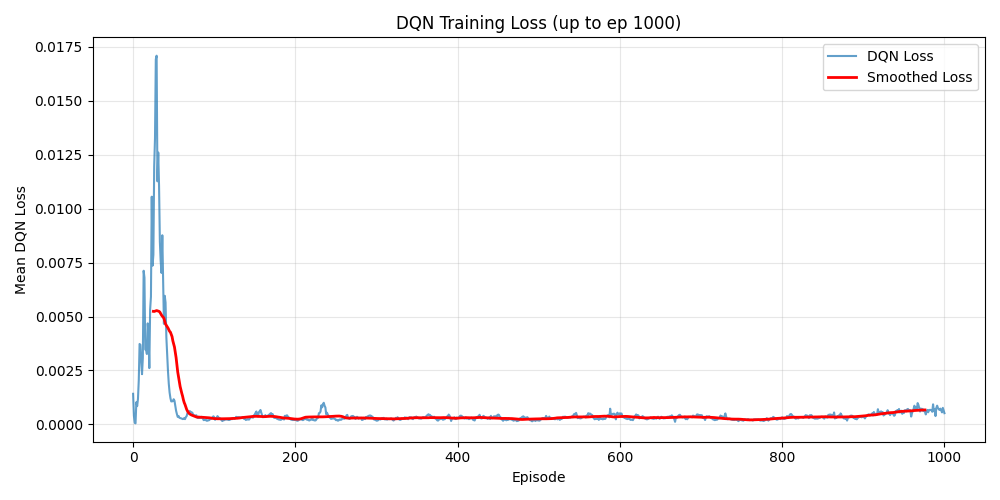 DQN Training Loss (up to ep 1000)
DQN Loss
Smoothed Loss
Mean DQN Loss
0.0175
0.0150
0.0125
0.0100
0.0075
0.0050
0.0025
0.0000
0 200 400 600 800 1000
Episode